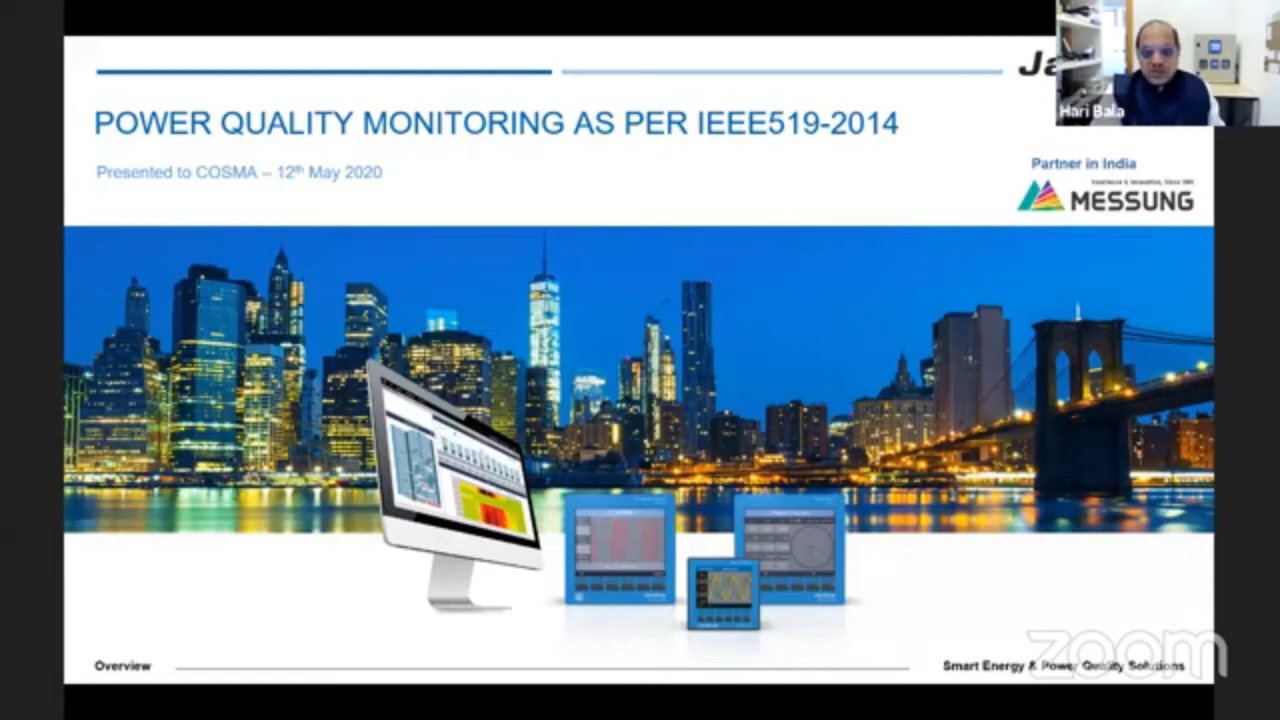 POWER QUALITY MONITORING AS PER IEEE519-2014
Presented to COSMA – 12th May 2020
Ja
Hari Bala
Partner in India
MESSUNG
Overview
Smart Energy & Power Quality Solutions
zoom